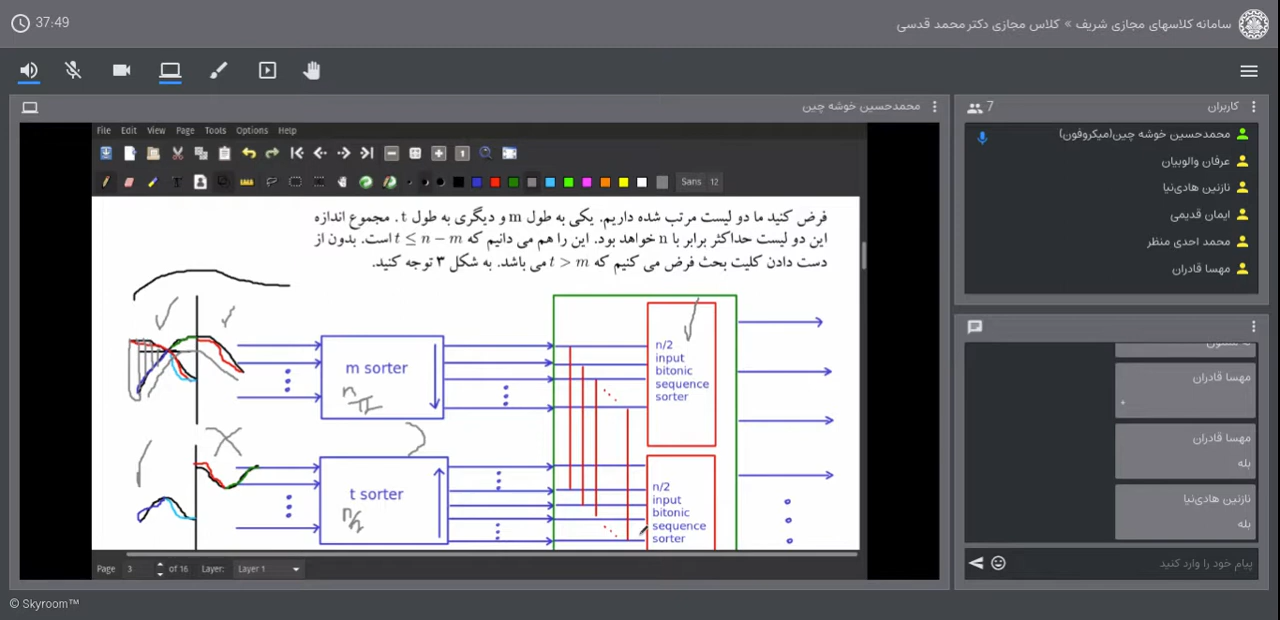 37:49
سامانه کلاسهای مجازی شریف » کلاس مجازی دکتر محمد قدسی
محمدحسین خوشه چین
File Edit View Page Tools Options Help
Sans 12
فرض کنید ما دو لیست مرتب شده داریم. یکی به طول m و دیگری به طول t. مجموع اندازه
این دو لیست حداکثر برابر با n خواهد بود. این را هم می دانیم که t ≤ n − m است. بدون از
دست دادن کلیت بحث فرض می کنیم که t > m می باشد. به شکل ۳ توجه کنید.
m sorter
t sorter
n/2
n/2
input
bitonic
sequence
sorter
n/2
input
bitonic
sequence
sorter
Page 3 of 16 Layer: Layer 1
کاربران 7
محمدحسین خوشه چین(میکروفون)
عرفان والوبیان
نازنین هادی‌نیا
ایمان قدیمی
محمد احدی منظر
مهسا قادران
مهسا قادران
+
مهسا قادران
بله
نازنین هادی‌نیا
بله
پیام خود را وارد کنید
© Skyroom™